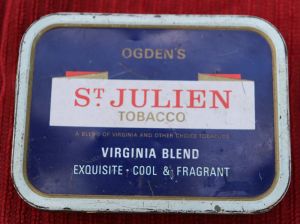 OGDEN'S
ST JULIEN
TOBACCO
A BLEND OF VIRGINIA AND OTHER CHOICE TOBACCOS
VIRGINIA BLEND
EXQUISITE · COOL & FRAGRANT